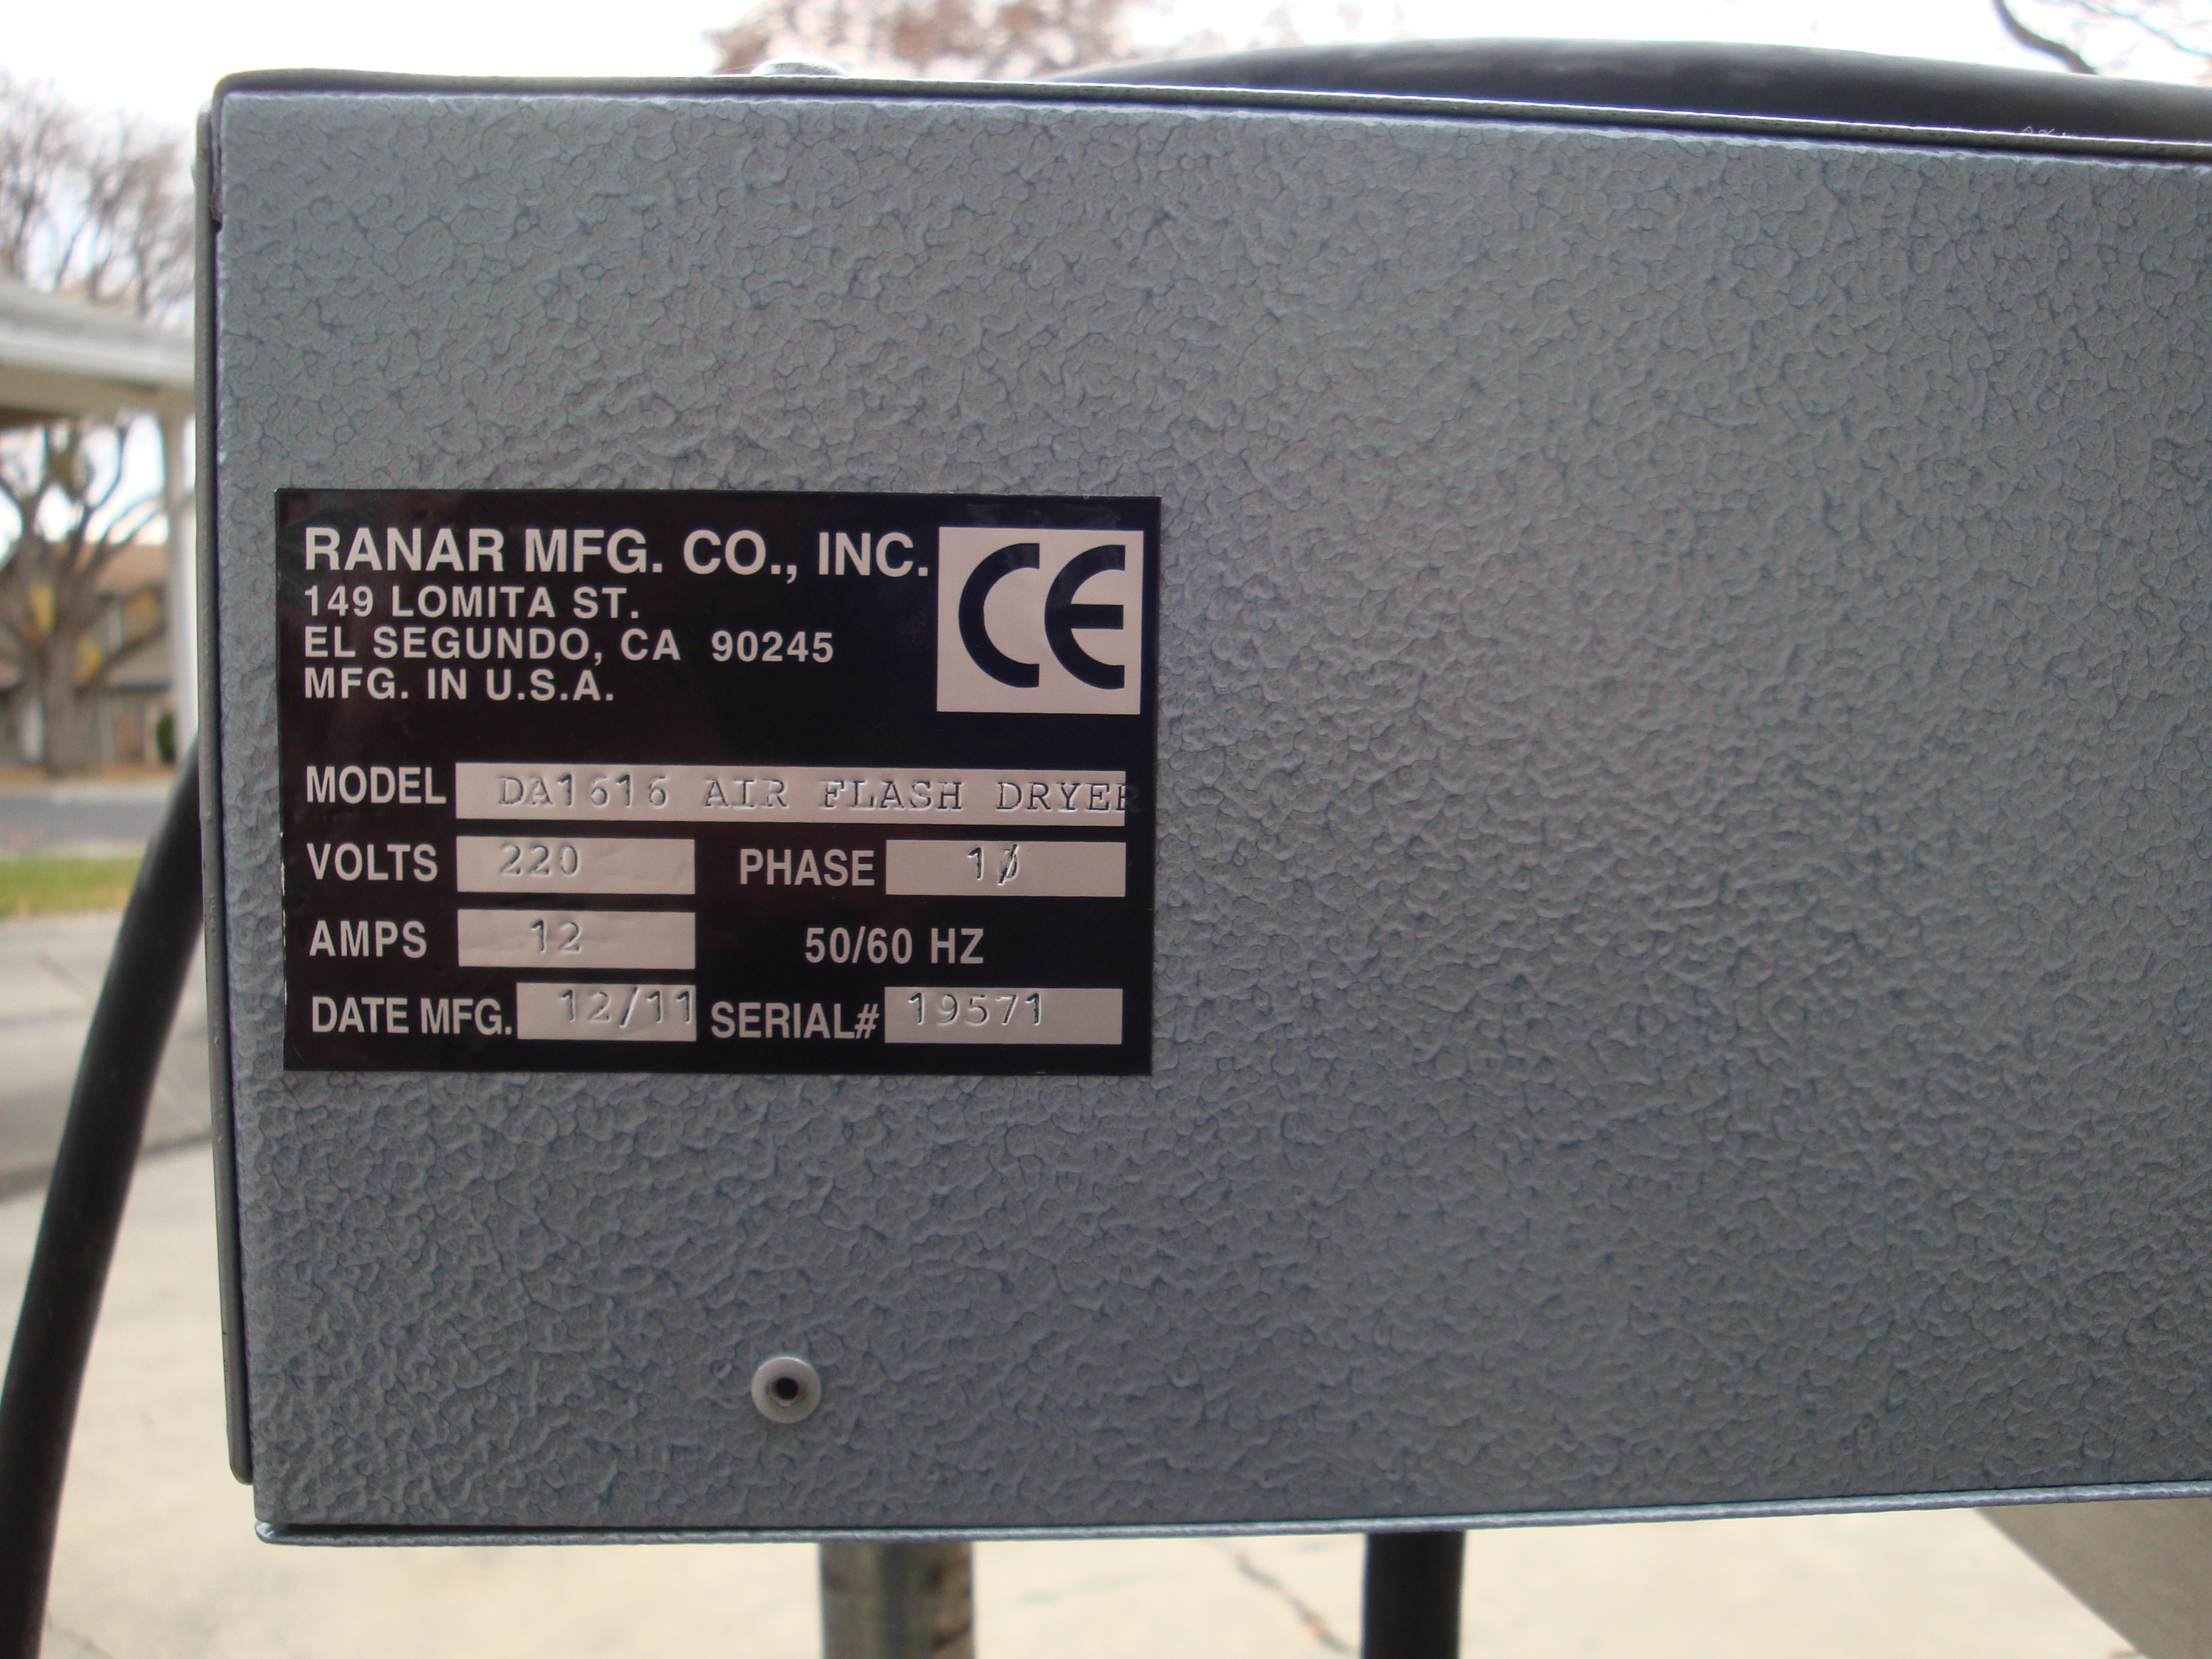 RANAR MFG. CO., INC.
149 LOMITA ST.
EL SEGUNDO, CA 90245
MFG. IN U.S.A.
CE
MODEL DA1616 AIR FLASH DRYER
VOLTS 220 PHASE 1Ø
AMPS 12 50/60 HZ
DATE MFG. 12/11 SERIAL# 19571